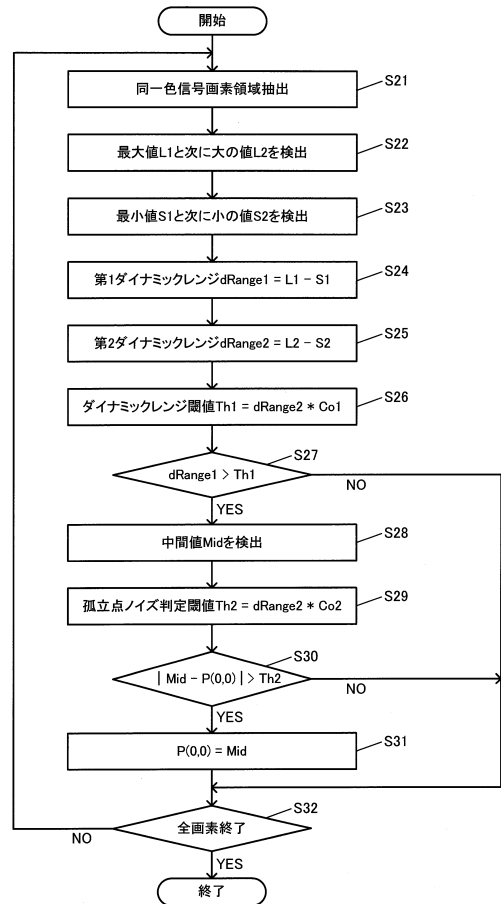 開始
同一色信号画素領域抽出
S21
最大値L1と次に大の値L2を検出
S22
最小値S1と次に小の値S2を検出
S23
第1ダイナミックレンジdRange1 = L1 - S1
S24
第2ダイナミックレンジdRange2 = L2 - S2
S25
ダイナミックレンジ閾値Th1 = dRange2 * Co1
S26
dRange1 > Th1
S27
NO
YES
中間値Midを検出
S28
孤立点ノイズ判定閾値Th2 = dRange2 * Co2
S29
| Mid - P(0,0) | > Th2
S30
NO
YES
P(0,0) = Mid
S31
全画素終了
S32
NO
YES
終了